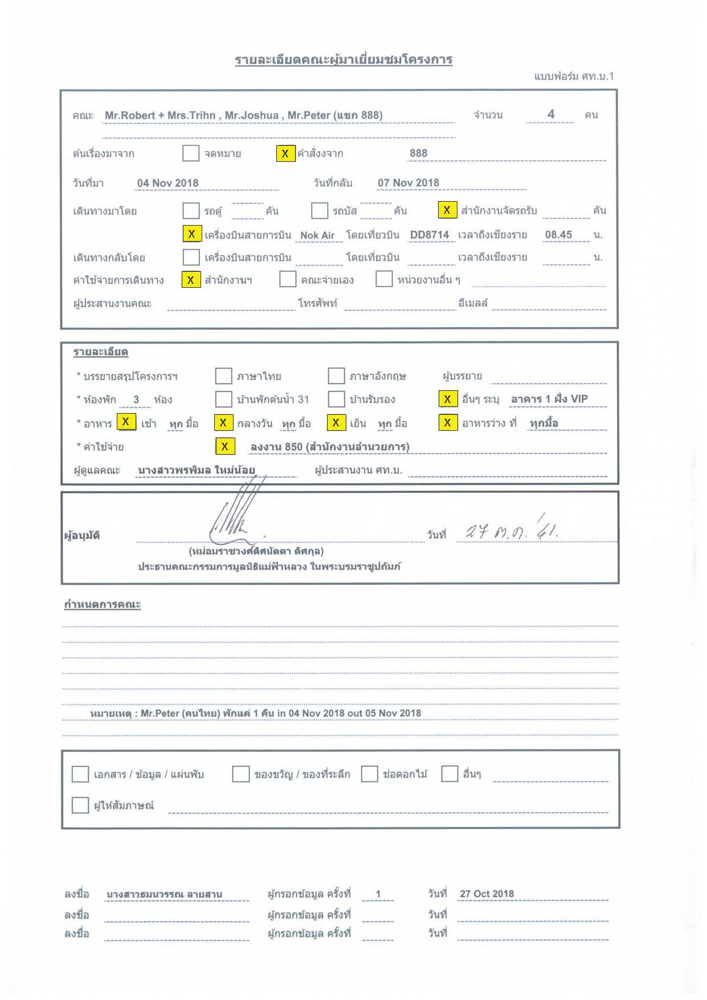 รายละเอียดคณะผู้มาเยี่ยมชมโครงการ
แบบฟอร์ม ศท.บ.1
คณะ Mr.Robert + Mrs.Trihn , Mr.Joshua , Mr.Peter (แขก 888) จำนวน 4 คน
ต้นเรื่องมาจาก จดหมาย X คำสั่งจาก 888
วันที่มา 04 Nov 2018 วันที่กลับ 07 Nov 2018
เดินทางมาโดย รถตู้ คัน รถบัส คัน X สำนักงานจัดรถรับ คัน
X เครื่องบินสายการบิน Nok Air โดยเที่ยวบิน DD8714 เวลาถึงเชียงราย 08.45 น.
เดินทางกลับโดย เครื่องบินสายการบิน โดยเที่ยวบิน เวลาถึงเชียงราย น.
ค่าใช้จ่ายการเดินทาง X สำนักงานฯ คณะจ่ายเอง หน่วยงานอื่น ๆ
ผู้ประสานงานคณะ โทรศัพท์ อีเมลล์
รายละเอียด
* บรรยายสรุปโครงการฯ ภาษาไทย ภาษาอังกฤษ ผู้บรรยาย
* ห้องพัก 3 ห้อง บ้านพักต้นน้ำ 31 บ้านรับรอง X อื่นๆ ระบุ อาคาร 1 ฝั่ง VIP
* อาหาร X เช้า ทุก มื้อ X กลางวัน ทุก มื้อ X เย็น ทุก มื้อ X อาหารว่าง ที่ ทุกมื้อ
* ค่าใช้จ่าย X ลงงาน 850 (สำนักงานอำนวยการ)
ผู้ดูแลคณะ นางสาวพรพิมล ใหม่น้อย ผู้ประสานงาน ศท.บ.
ผู้อนุมัติ วันที่ 27 ต.ค. '61.
(หม่อมราชวงศ์ดิศนัดดา ดิศกุล)
ประธานคณะกรรมการมูลนิธิแม่ฟ้าหลวง ในพระบรมราชูปถัมภ์
กำหนดการคณะ
หมายเหตุ : Mr.Peter (คนไทย) พักแค่ 1 คืน in 04 Nov 2018 out 05 Nov 2018
เอกสาร / ข้อมูล / แผ่นพับ ของขวัญ / ของที่ระลึก ช่อดอกไม้ อื่นๆ
ผู้ให้สัมภาษณ์
ลงชื่อ นางสาวธมนวรรณ ลายสาน ผู้กรอกข้อมูล ครั้งที่ 1 วันที่ 27 Oct 2018
ลงชื่อ ผู้กรอกข้อมูล ครั้งที่ วันที่
ลงชื่อ ผู้กรอกข้อมูล ครั้งที่ วันที่